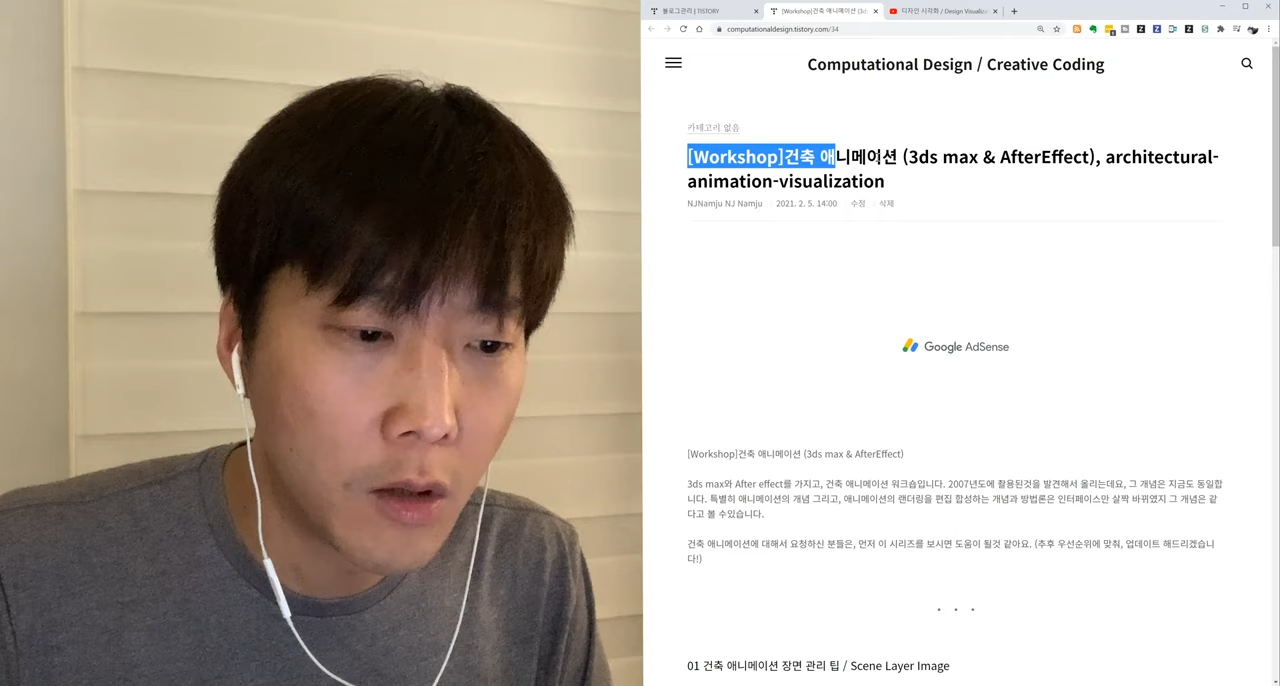 블로그관리 | TISTORY
[Workshop]건축 애니메이션 (3ds
디자인 시각화 / Design Visualiz
computationaldesign.tistory.com/34
Computational Design / Creative Coding
카테고리 없음
[Workshop]건축 애니메이션 (3ds max & AfterEffect), architectural-
animation-visualization
NJNamju NJ Namju 2021. 2. 5. 14:00 수정 삭제
Google AdSense
[Workshop]건축 애니메이션 (3ds max & AfterEffect)
3ds max와 After effect를 가지고, 건축 애니메이션 워크숍입니다. 2007년도에 활용된것을 발견해서 올리는데요, 그 개념은 지금도 동일합
니다. 특별히 애니메이션의 개념 그리고, 애니메이션의 랜더링을 편집 합성하는 개념과 방법론은 인터페이스만 살짝 바뀌였지 그 개념은 같
다고 볼 수있습니다.
건축 애니메이션에 대해서 요청하신 분들은, 먼저 이 시리즈를 보시면 도움이 될것 같아요. (추후 우선순위에 맞춰, 업데이트 해드리겠습니
다!)
01 건축 애니메이션 장면 관리 팁 / Scene Layer Image